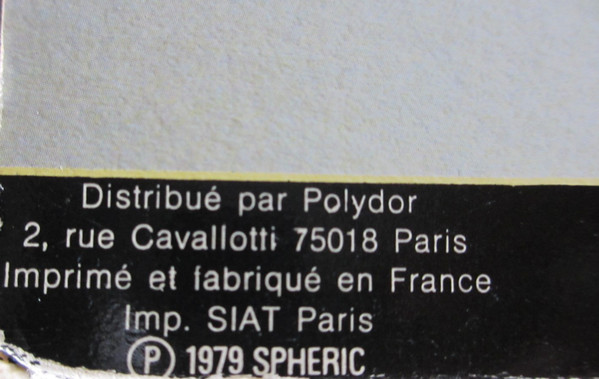 Distribué par Polydor
2, rue Cavallotti 75018 Paris
Imprimé et fabriqué en France
Imp. SIAT Paris
Ⓟ 1979 SPHERIC